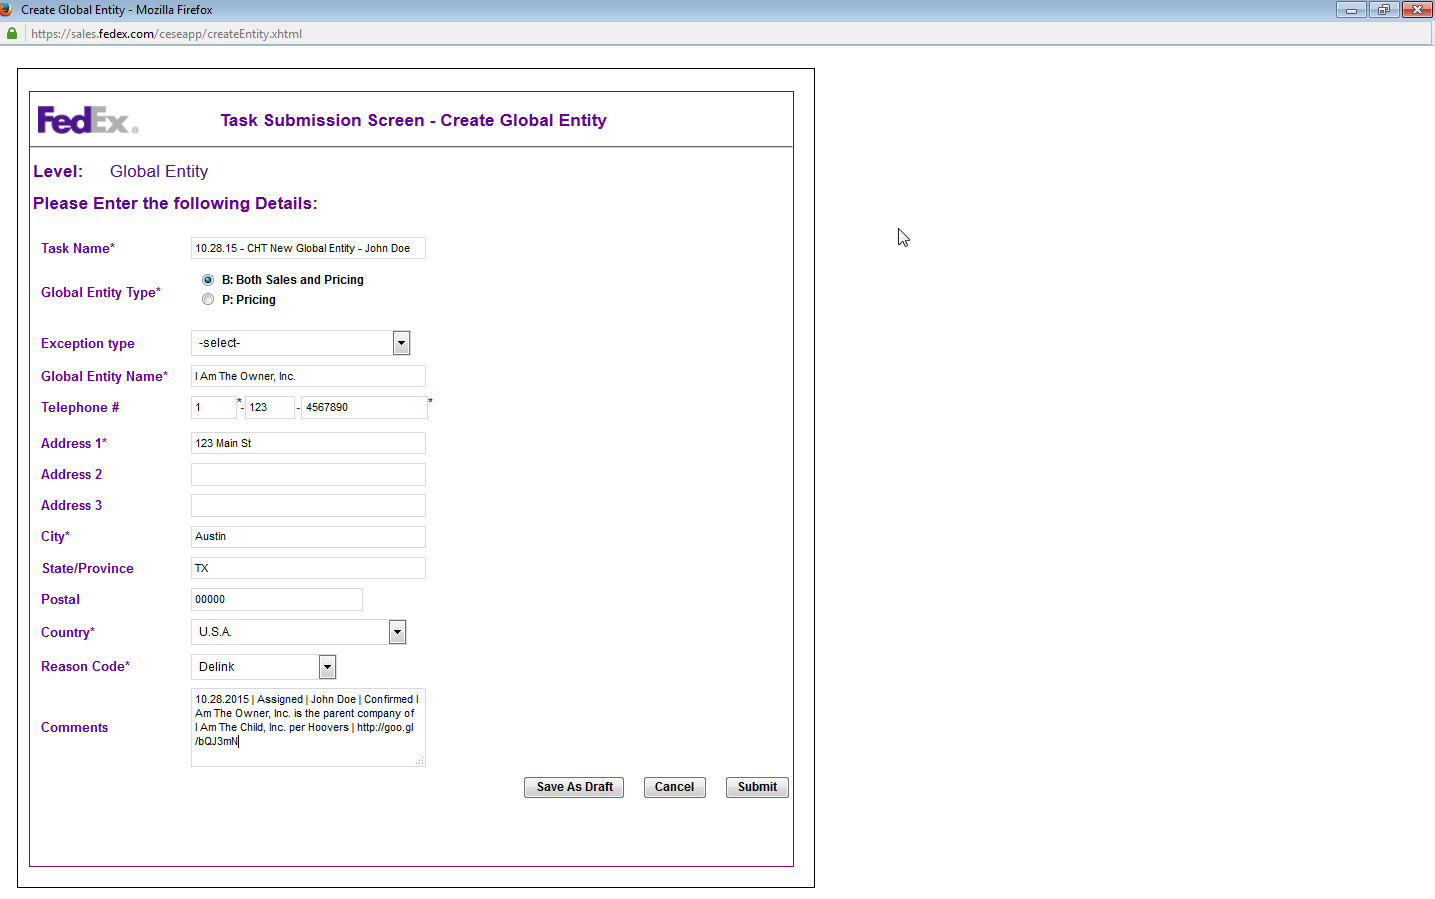 Create Global Entity - Mozilla Firefox
https://sales.fedex.com/ceseapp/createEntity.xhtml
FedEx®
Task Submission Screen - Create Global Entity
Level: Global Entity
Please Enter the following Details:
Task Name* 10.28.15 - CHT New Global Entity - John Doe
Global Entity Type* B: Both Sales and Pricing
P: Pricing
Exception type -select-
Global Entity Name* I Am The Owner, Inc.
Telephone # 1 *- 123 - 4567890 *
Address 1* 123 Main St
Address 2
Address 3
City* Austin
State/Province TX
Postal 00000
Country* U.S.A.
Reason Code* Delink
Comments
10.28.2015 | Assigned | John Doe | Confirmed I
Am The Owner, Inc. is the parent company of
I Am The Child, Inc. per Hoovers | http://goo.gl
/bQJ3mN
Save As Draft Cancel Submit